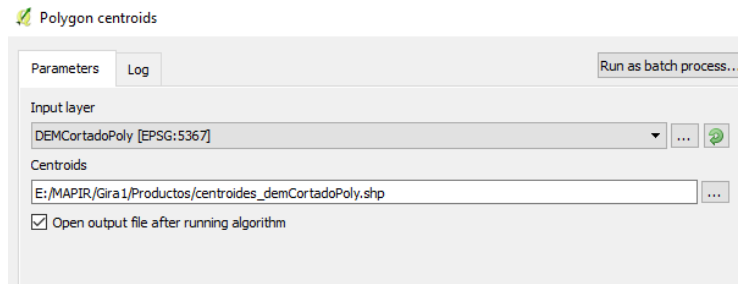 Polygon centroids
Parameters Log Run as batch process...
Input layer
DEMCortadoPoly [EPSG:5367] ...
Centroids
E:/MAPIR/Gira1/Productos/centroides_demCortadoPoly.shp ...
Open output file after running algorithm